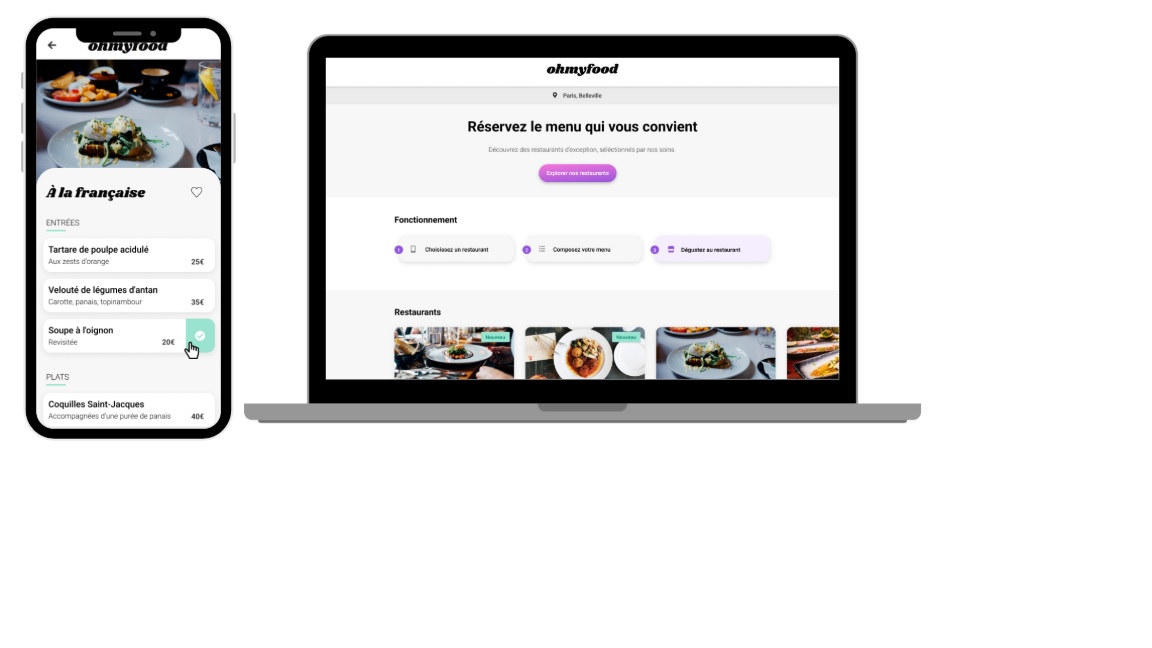 ohmyfood
À la française
ENTRÉES
Tartare de poulpe acidulé
Aux zests d'orange
25€
Velouté de légumes d'antan
Carotte, panais, topinambour
35€
Soupe à l'oignon
Revisitée
20€
PLATS
Coquilles Saint-Jacques
Accompagnées d'une purée de panais
40€
ohmyfood
Paris, Belleville
Réservez le menu qui vous convient
Découvrez des restaurants d'exception, séléctionnés par nos soins.
Explorer nos restaurants
Fonctionnement
1 Choisissez un restaurant
2 Composez votre menu
3 Dégustez au restaurant
Restaurants
Nouveau
Nouveau